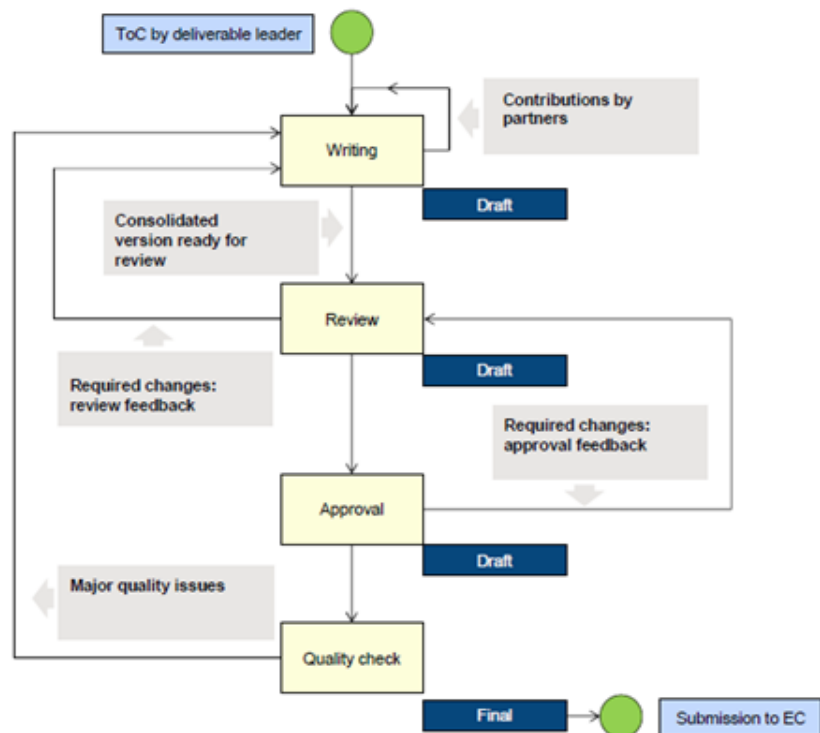 ToC by deliverable leader
Contributions by
partners
Writing
Draft
Consolidated
version ready for
review
Review
Draft
Required changes:
review feedback
Required changes:
approval feedback
Approval
Draft
Major quality issues
Quality check
Final
Submission to EC